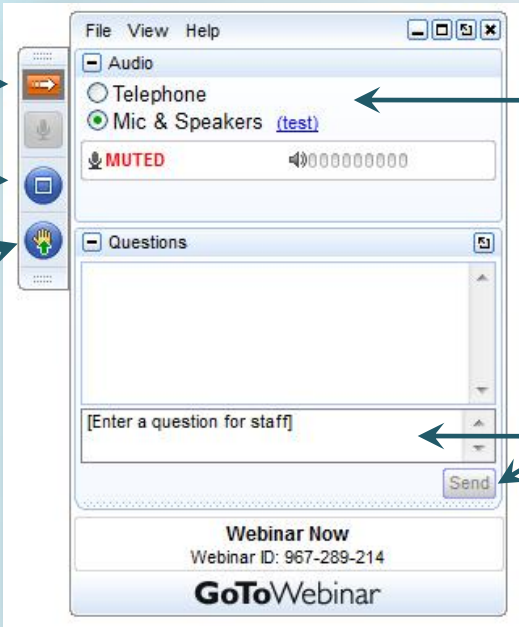 File View Help
Audio
Telephone
Mic & Speakers (test)
MUTED 000000000
Questions
[Enter a question for staff]
Send
Webinar Now
Webinar ID: 967-289-214
GoToWebinar